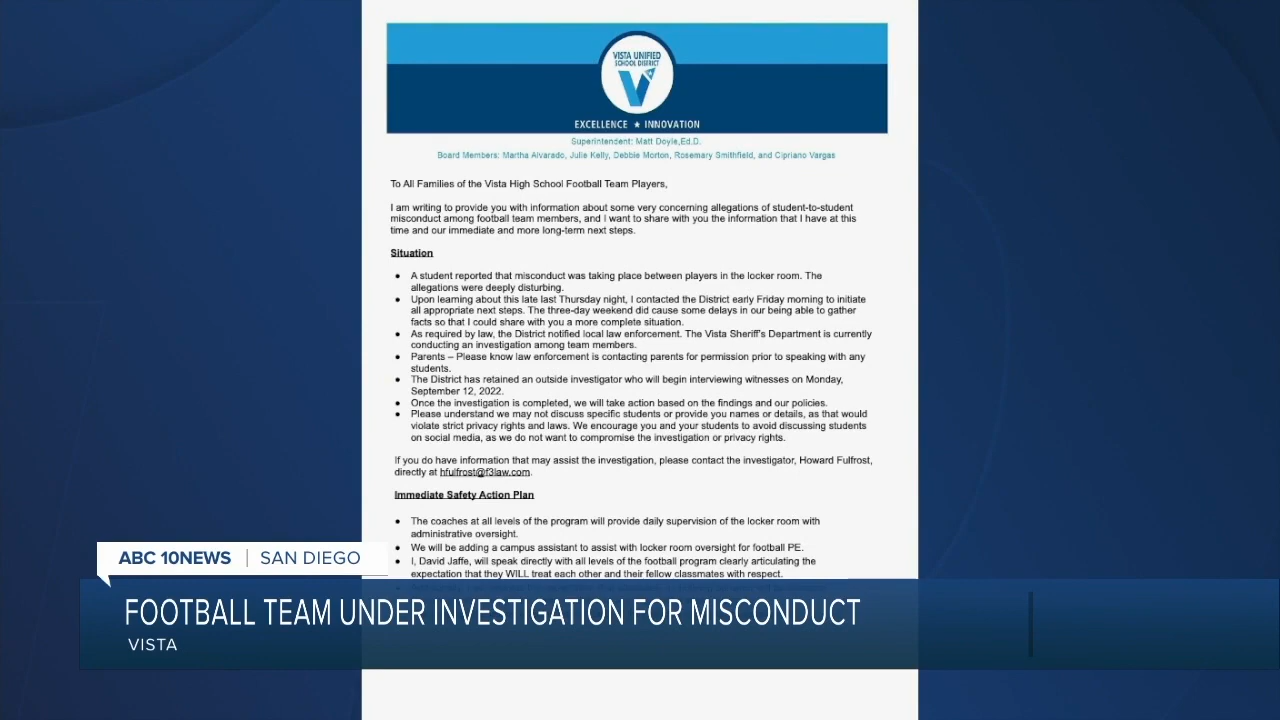 VISTA UNIFIED
SCHOOL DISTRICT
V
EXCELLENCE ★ INNOVATION
Superintendent: Matt Doyle,Ed.D.
Board Members: Martha Alvarado, Julie Kelly, Debbie Morton, Rosemary Smithfield, and Cipriano Vargas
To All Families of the Vista High School Football Team Players,
I am writing to provide you with information about some very concerning allegations of student-to-student
misconduct among football team members, and I want to share with you the information that I have at this
time and our immediate and more long-term next steps.
Situation
● A student reported that misconduct was taking place between players in the locker room. The
allegations were deeply disturbing.
● Upon learning about this late last Thursday night, I contacted the District early Friday morning to initiate
all appropriate next steps. The three-day weekend did cause some delays in our being able to gather
facts so that I could share with you a more complete situation.
● As required by law, the District notified local law enforcement. The Vista Sheriff's Department is currently
conducting an investigation among team members.
● Parents – Please know law enforcement is contacting parents for permission prior to speaking with any
students.
● The District has retained an outside investigator who will begin interviewing witnesses on Monday,
September 12, 2022.
● Once the investigation is completed, we will take action based on the findings and our policies.
● Please understand we may not discuss specific students or provide you names or details, as that would
violate strict privacy rights and laws. We encourage you and your students to avoid discussing students
on social media, as we do not want to compromise the investigation or privacy rights.
If you do have information that may assist the investigation, please contact the investigator, Howard Fulfrost,
directly at hfulfrost@f3law.com.
Immediate Safety Action Plan
● The coaches at all levels of the program will provide daily supervision of the locker room with
administrative oversight.
● We will be adding a campus assistant to assist with locker room oversight for football PE.
● I, David Jaffe, will speak directly with all levels of the football program clearly articulating the
expectation that they WILL treat each other and their fellow classmates with respect.
ABC 10NEWS | SAN DIEGO
FOOTBALL TEAM UNDER INVESTIGATION FOR MISCONDUCT
VISTA